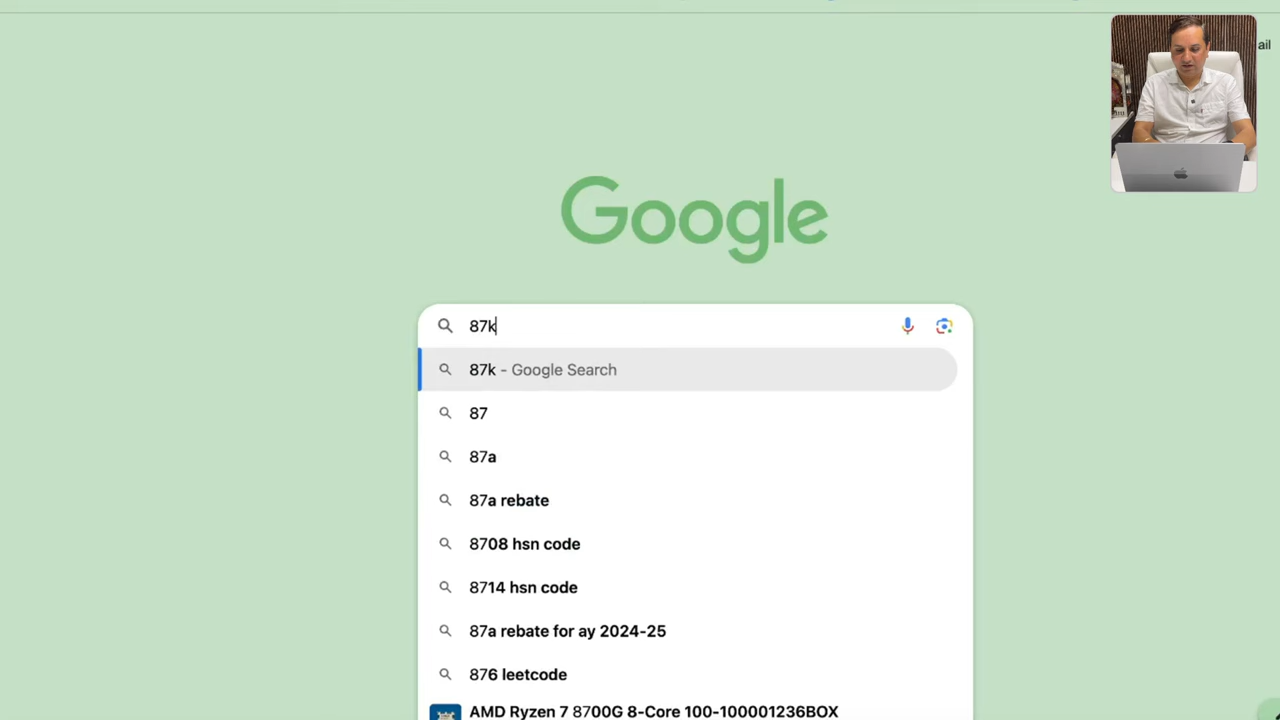 ail
Google
87k
87k - Google Search
87
87a
87a rebate
8708 hsn code
8714 hsn code
87a rebate for ay 2024-25
876 leetcode
AMD Ryzen 7 8700G 8-Core 100-100001236BOX